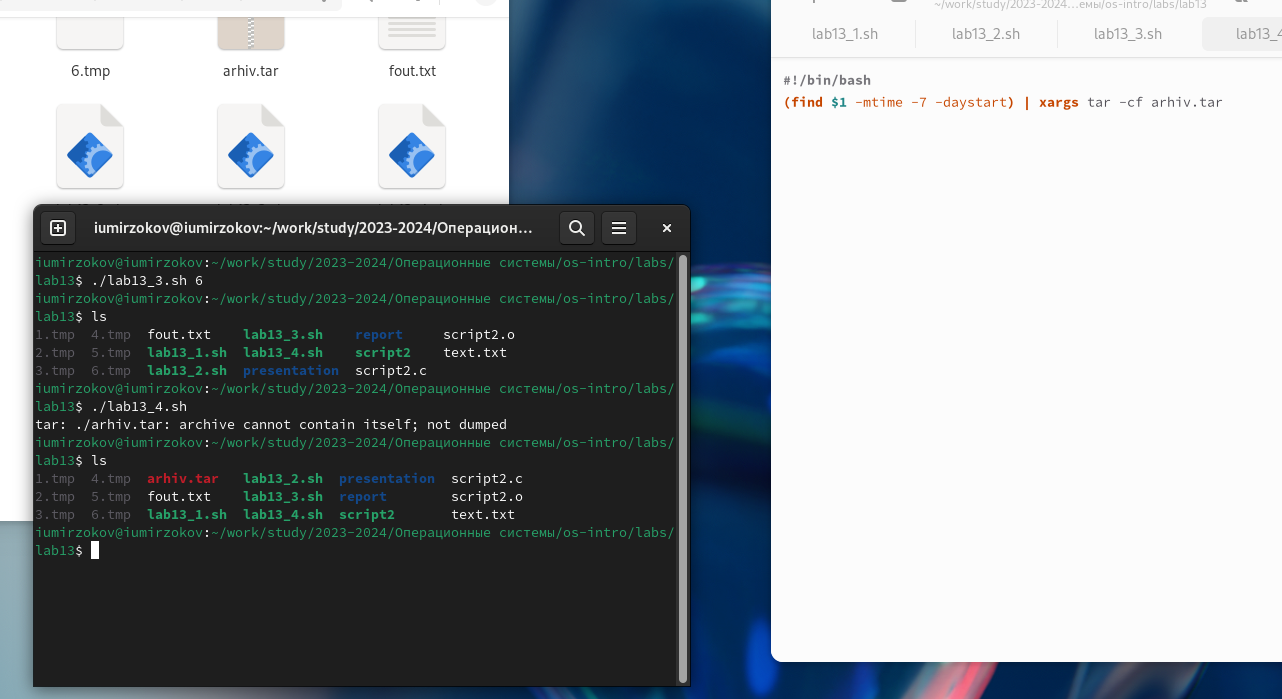 6.tmp arhiv.tar fout.txt
iumirzokov@iumirzokov:~/work/study/2023-2024/Операцион...
iumirzokov@iumirzokov:~/work/study/2023-2024/Операционные системы/os-intro/labs/
lab13$ ./lab13_3.sh 6
iumirzokov@iumirzokov:~/work/study/2023-2024/Операционные системы/os-intro/labs/
lab13$ ls
1.tmp 4.tmp fout.txt lab13_3.sh report script2.o
2.tmp 5.tmp lab13_1.sh lab13_4.sh script2 text.txt
3.tmp 6.tmp lab13_2.sh presentation script2.c
iumirzokov@iumirzokov:~/work/study/2023-2024/Операционные системы/os-intro/labs/
lab13$ ./lab13_4.sh
tar: ./arhiv.tar: archive cannot contain itself; not dumped
iumirzokov@iumirzokov:~/work/study/2023-2024/Операционные системы/os-intro/labs/
lab13$ ls
1.tmp 4.tmp arhiv.tar lab13_2.sh presentation script2.c
2.tmp 5.tmp fout.txt lab13_3.sh report script2.o
3.tmp 6.tmp lab13_1.sh lab13_4.sh script2 text.txt
iumirzokov@iumirzokov:~/work/study/2023-2024/Операционные системы/os-intro/labs/
lab13$
~/work/study/2023-2024...емы/os-intro/labs/lab13
lab13_1.sh lab13_2.sh lab13_3.sh lab13_4
#!/bin/bash
(find $1 -mtime -7 -daystart) | xargs tar -cf arhiv.tar